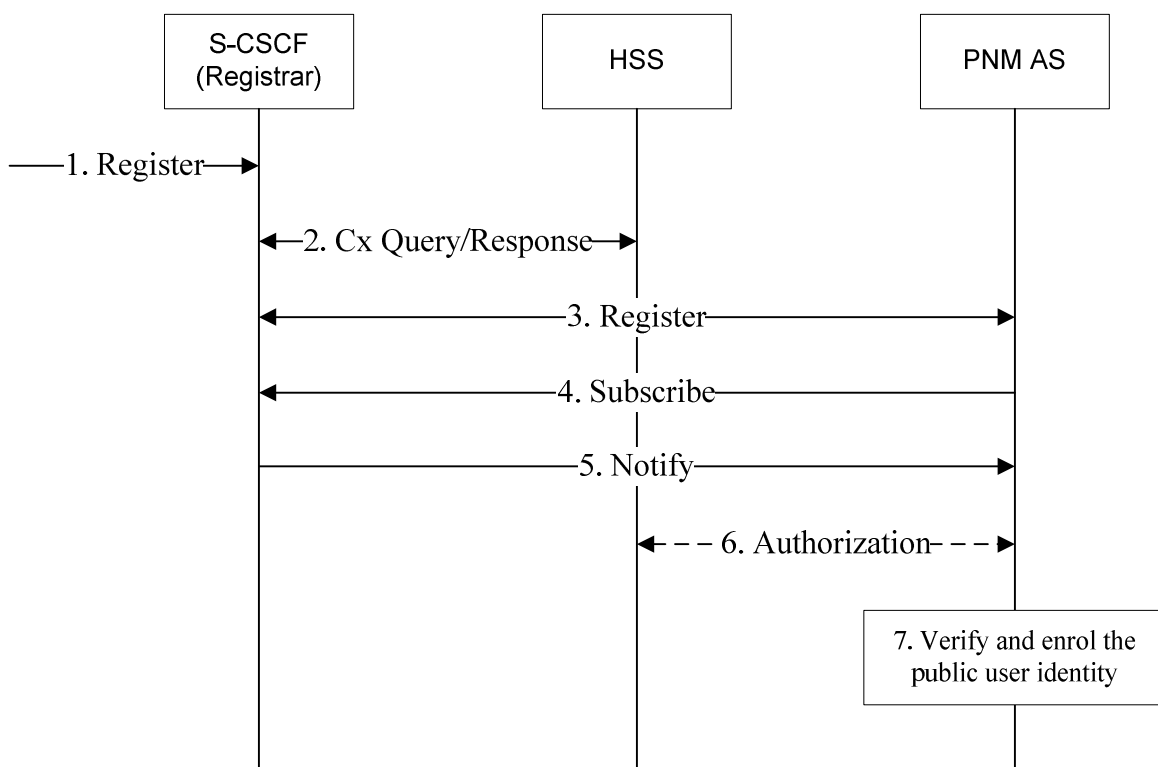 S-CSCF
(Registrar)
HSS
PNM AS
1. Register
2. Cx Query/Response
3. Register
4. Subscribe
5. Notify
6. Authorization
7. Verify and enrol the
public user identity